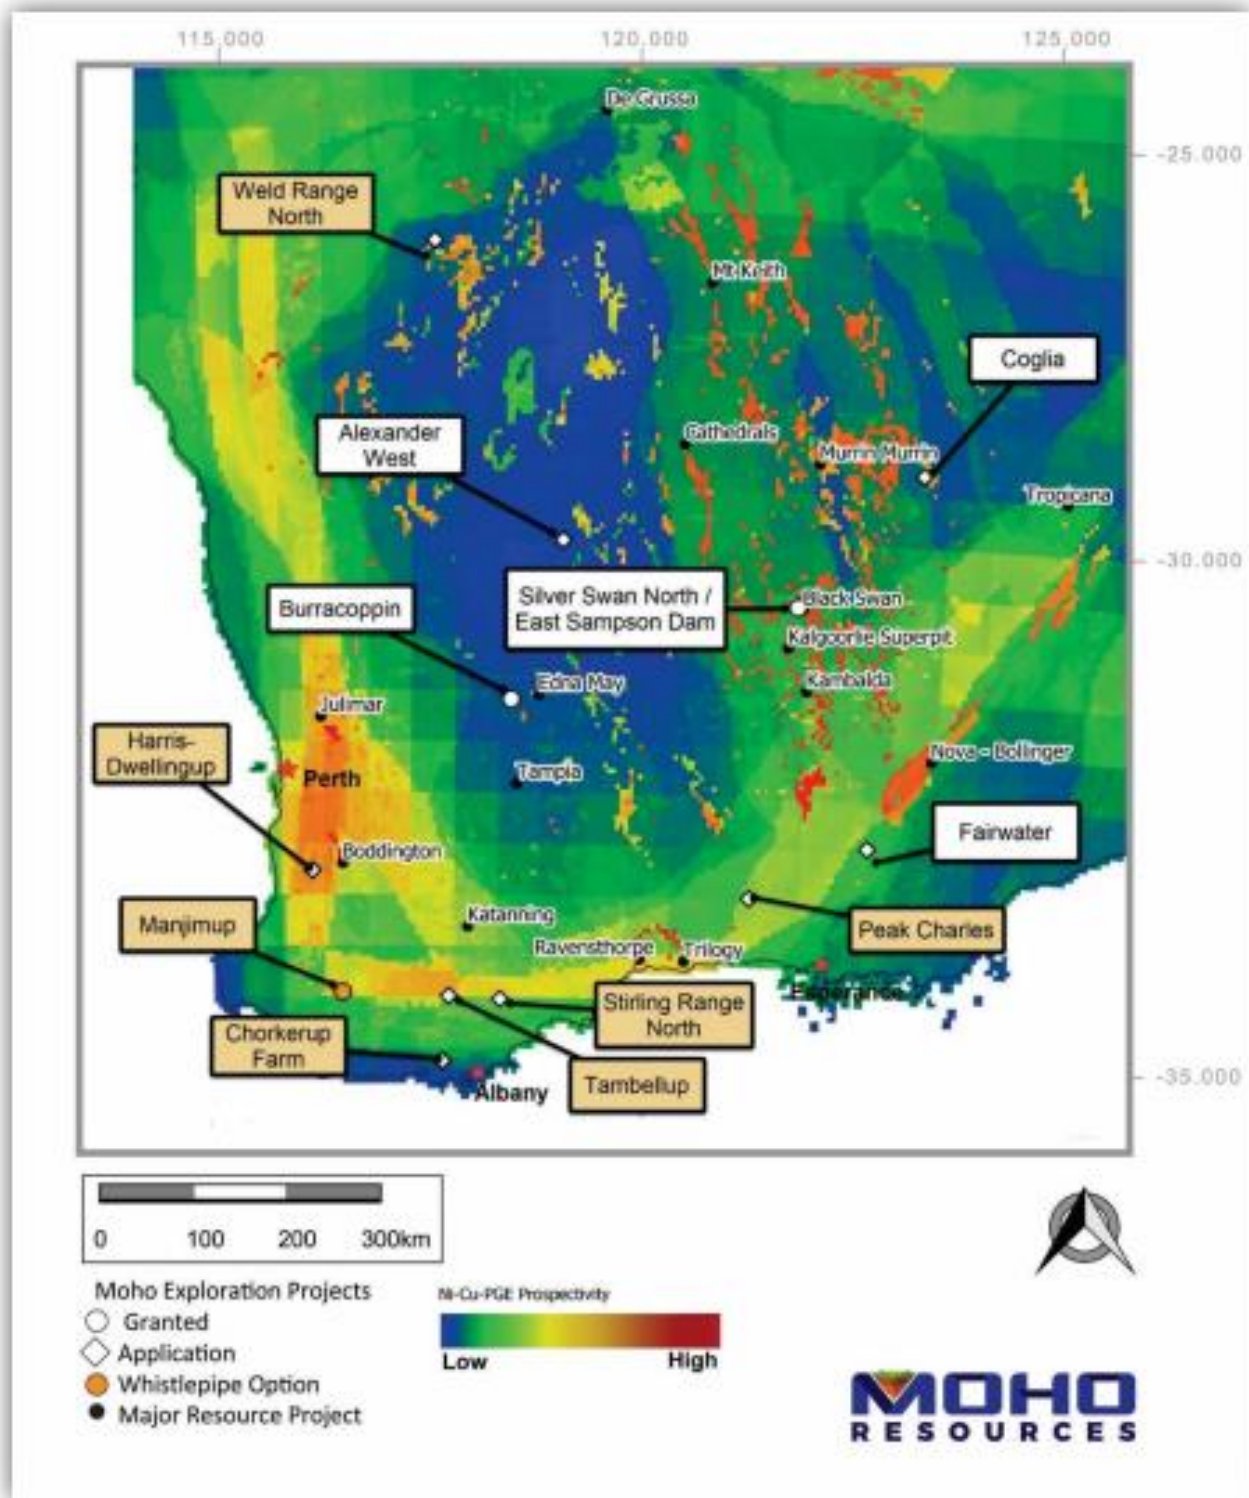 115.000 120.000 125.000
De Grussa
-25.000
Weld Range
North
Mt Keith
Coglia
Alexander
West
Cathedrals
Murrin Murrin
Tropicana
-30.000
Silver Swan North /
East Sampson Dam
Black Swan
Burracoppin
Kalgoorlie Superpit
Edna May
Kambalda
Julimar
Harris-
Dwellingup
Nova - Bollinger
Perth
Tampia
Fairwater
Boddington
Manjimup
Katanning
Peak Charles
Ravensthorpe
Trilogy
Esperance
Stirling Range
North
Chorkerup
Farm
Tambellup
-35.000
Albany
0 100 200 300km
Moho Exploration Projects
Granted
Application
Whistlepipe Option
Major Resource Project
Ni-Cu-PGE Prospectivity
Low High
MOHO
RESOURCES